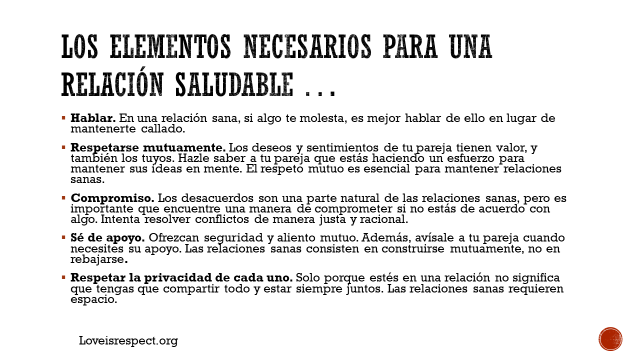 LOS ELEMENTOS NECESARIOS PARA UNA
RELACIÓN SALUDABLE ...
▪ Hablar. En una relación sana, si algo te molesta, es mejor hablar de ello en lugar de
mantenerte callado.
▪ Respetarse mutuamente. Los deseos y sentimientos de tu pareja tienen valor, y
también los tuyos. Hazle saber a tu pareja que estás haciendo un esfuerzo para
mantener sus ideas en mente. El respeto mutuo es esencial para mantener relaciones
sanas.
▪ Compromiso. Los desacuerdos son una parte natural de las relaciones sanas, pero es
importante que encuentre una manera de comprometer si no estás de acuerdo con
algo. Intenta resolver conflictos de manera justa y racional.
▪ Sé de apoyo. Ofrezcan seguridad y aliento mutuo. Además, avísale a tu pareja cuando
necesites su apoyo. Las relaciones sanas consisten en construirse mutuamente, no en
rebajarse.
▪ Respetar la privacidad de cada uno. Solo porque estés en una relación no significa
que tengas que compartir todo y estar siempre juntos. Las relaciones sanas requieren
espacio.
Loveisrespect.org